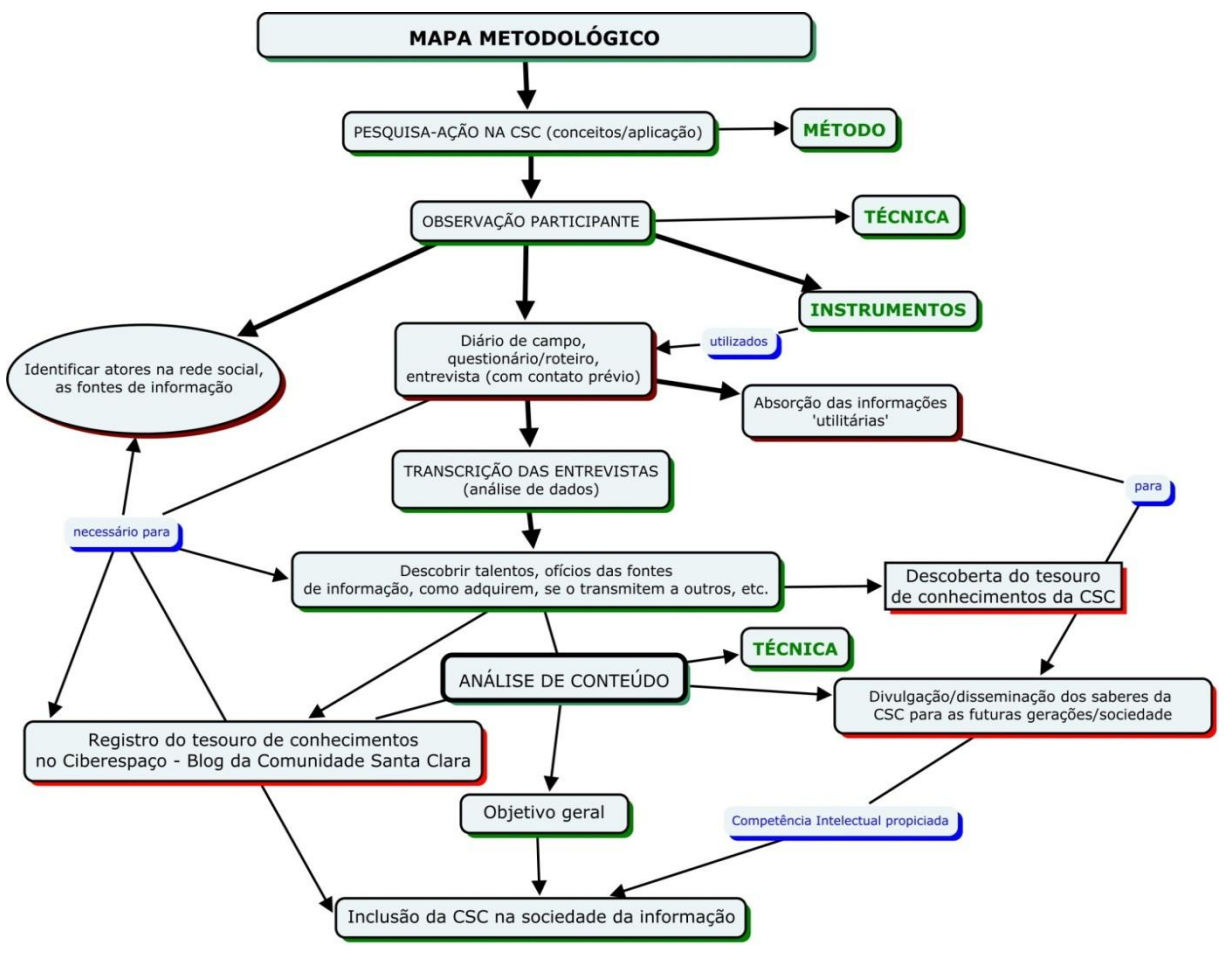 MAPA METODOLÓGICO
PESQUISA-AÇÃO NA CSC (conceitos/aplicação)
MÉTODO
OBSERVAÇÃO PARTICIPANTE
TÉCNICA
INSTRUMENTOS
utilizados
Diário de campo,
questionário/roteiro,
entrevista (com contato prévio)
Identificar atores na rede social,
as fontes de informação
Absorção das informações
'utilitárias'
TRANSCRIÇÃO DAS ENTREVISTAS
(análise de dados)
para
necessário para
Descobrir talentos, ofícios das fontes
de informação, como adquirem, se o transmitem a outros, etc.
Descoberta do tesouro
de conhecimentos da CSC
TÉCNICA
ANÁLISE DE CONTEÚDO
Divulgação/disseminação dos saberes da
CSC para as futuras gerações/sociedade
Registro do tesouro de conhecimentos
no Ciberespaço - Blog da Comunidade Santa Clara
Objetivo geral
Competência Intelectual propiciada
Inclusão da CSC na sociedade da informação